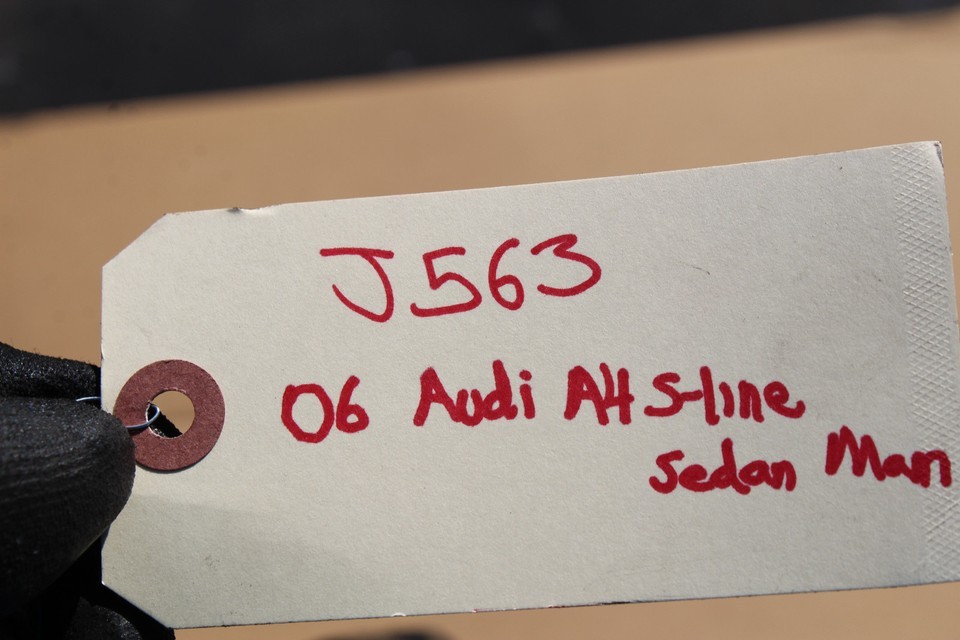 J563
06 Audi A4 S-line
Sedan Man